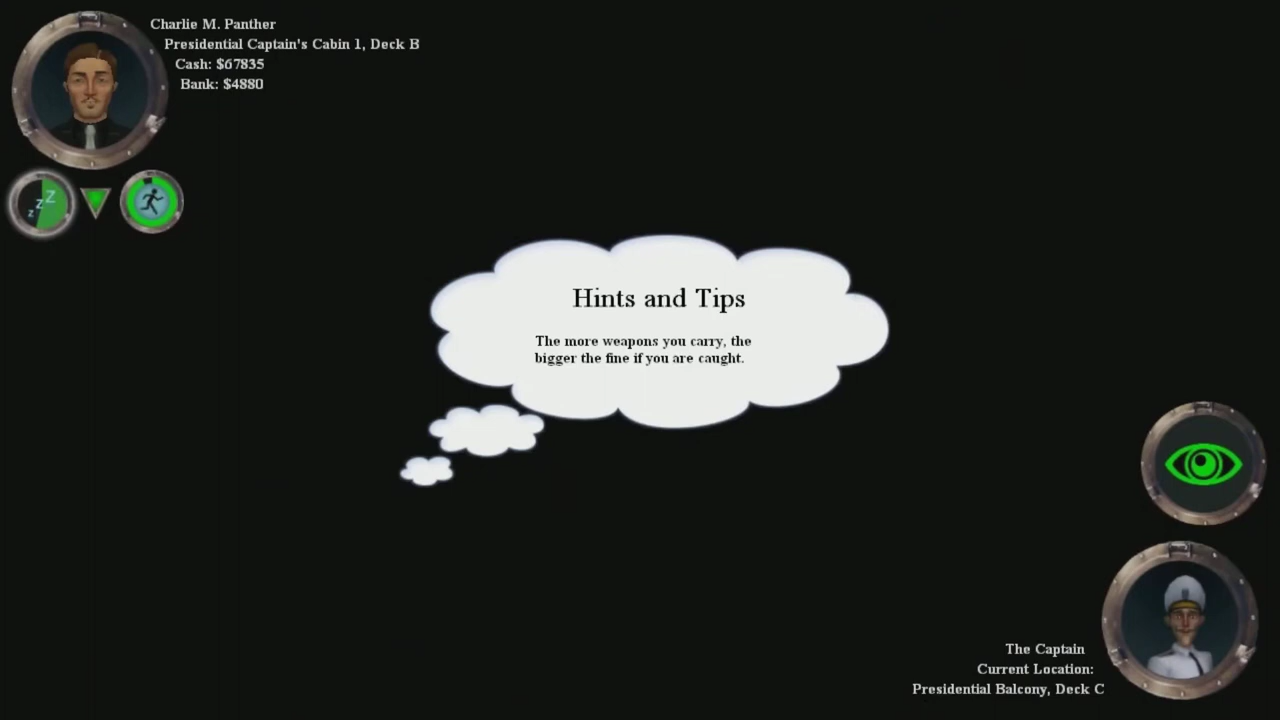 Charlie M. Panther
Presidential Captain's Cabin 1, Deck B
Cash: $67835
Bank: $4880
z z Z
Hints and Tips
The more weapons you carry, the
bigger the fine if you are caught.
The Captain
Current Location:
Presidential Balcony, Deck C